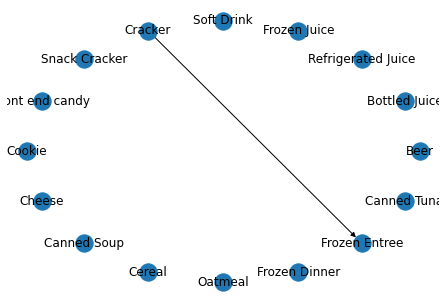 Soft Drink
Cracker
Frozen Juice
Snack Cracker
Refrigerated Juice
ont end candy
Bottled Juice
Cookie
Beer
Cheese
Canned Tuna
Canned Soup
Frozen Entree
Cereal
Frozen Dinner
Oatmeal